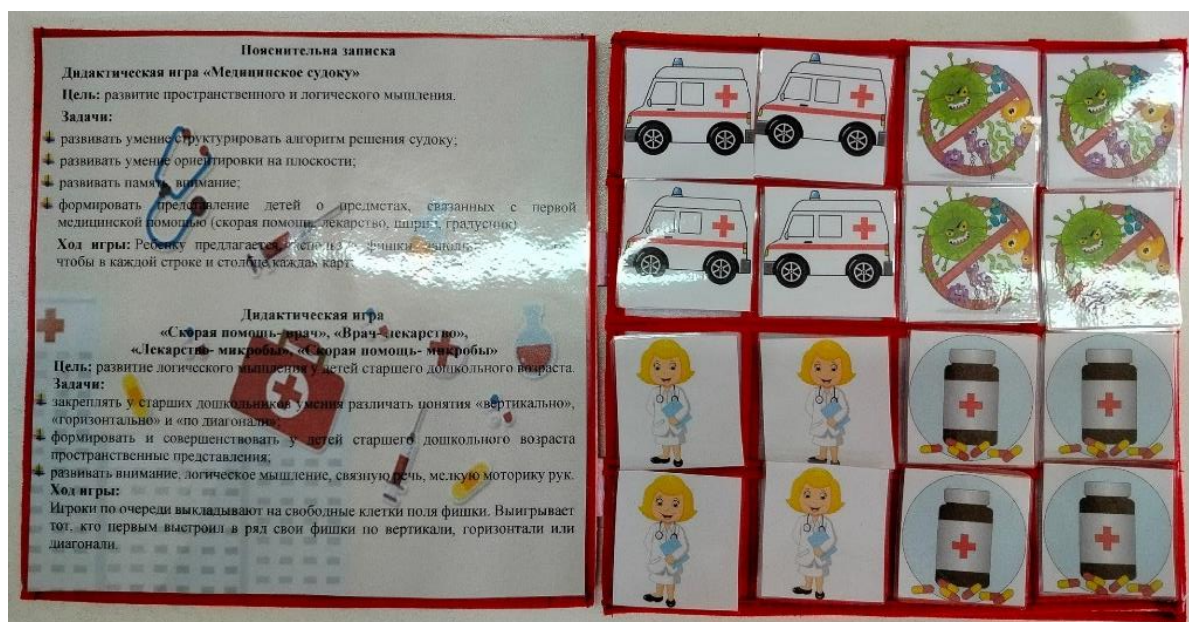 Пояснительна записка
Дидактическая игра «Медицинское судоку»
Цель: развитие пространственного и логического мышления.
Задачи:
развивать умение структурировать алгоритм решения судоку;
развивать умение ориентировки на плоскости;
развивать память, внимание;
формировать представление детей о предметах, связанных с первой
медицинской помощью (скорая помощь, лекарство, шприц, градусник)
Ход игры: Ребенку предлагается, фишки
чтобы в каждой строке и столбце каждая
Дидактическая игра
«Скорая помощь- врач», «Врач- лекарство»,
«Лекарство- микробы», «Скорая помощь- микробы»
Цель: развитие логического мышления у детей старшего дошкольного возраста.
Задачи:
закреплять у старших дошкольников умения различать понятия «вертикально»,
«горизонтально» и «по диагонали»;
формировать и совершенствовать у детей старшего дошкольного возраста
пространственные представления;
развивать внимание, логическое мышление, связную речь, мелкую моторику рук.
Ход игры:
Игроки по очереди выкладывают на свободные клетки поля фишки. Выигрывает
тот, кто первым выстроил в ряд свои фишки по вертикали, горизонтали или
диагонали.